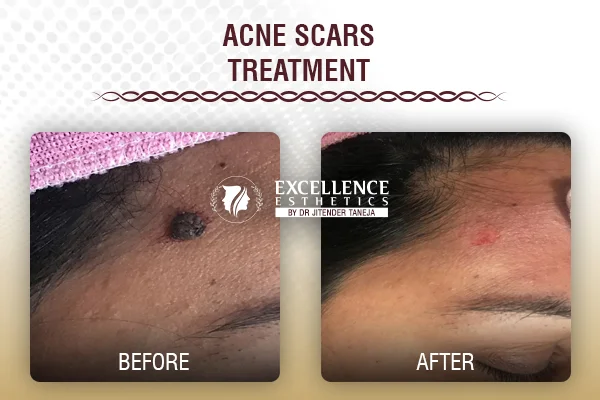 ACNE SCARS
TREATMENT
EXCELLENCE
ESTHETICS
BY DR JITENDER TANEJA
BEFORE
AFTER